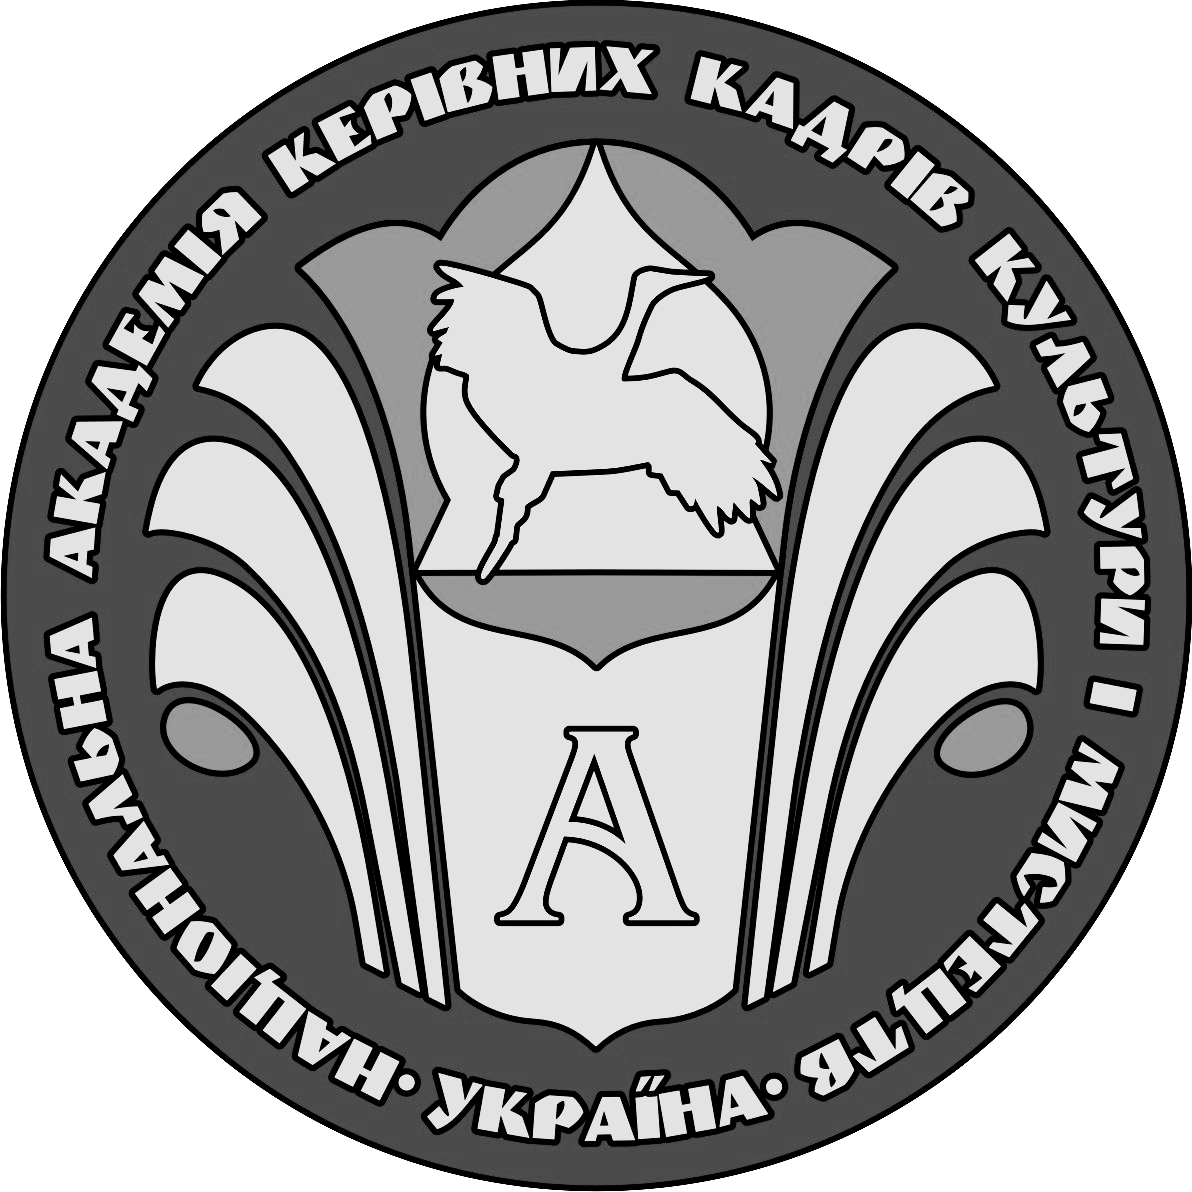 НАЦІОНАЛЬНА АКАДЕМІЯ КЕРІВНИХ КАДРІВ КУЛЬТУРИ І МИСТЕЦТВ
•УКРАЇНА•
А